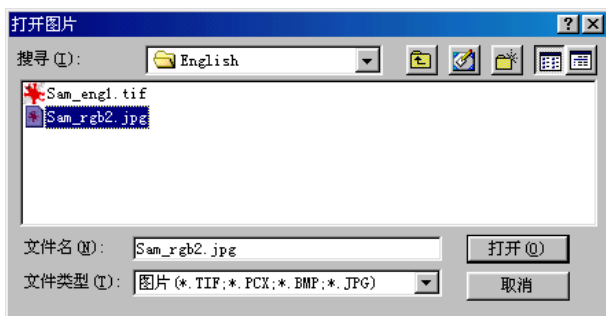 打开图片
搜寻(I): English
Sam_eng1.tif
Sam_rgb2.jpg
文件名(N): Sam_rgb2.jpg 打开(O)
文件类型(T): 图片(*.TIF;*.PCX;*.BMP;*.JPG) 取消